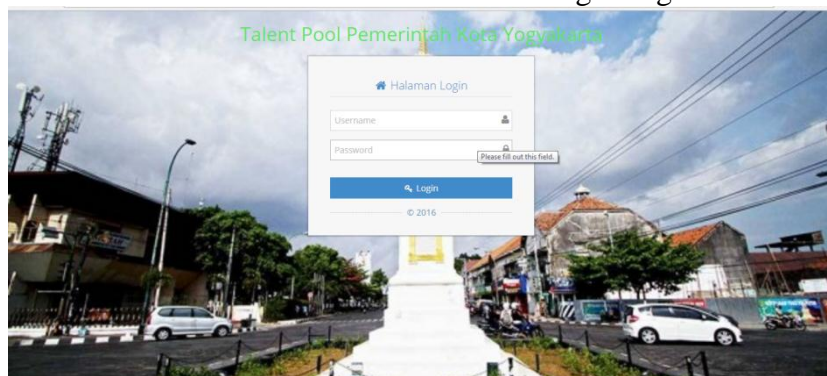 Talent Pool Pemerintah Kota Yogyakarta
Halaman Login
Username
Password
Please fill out this field.
Login
© 2016